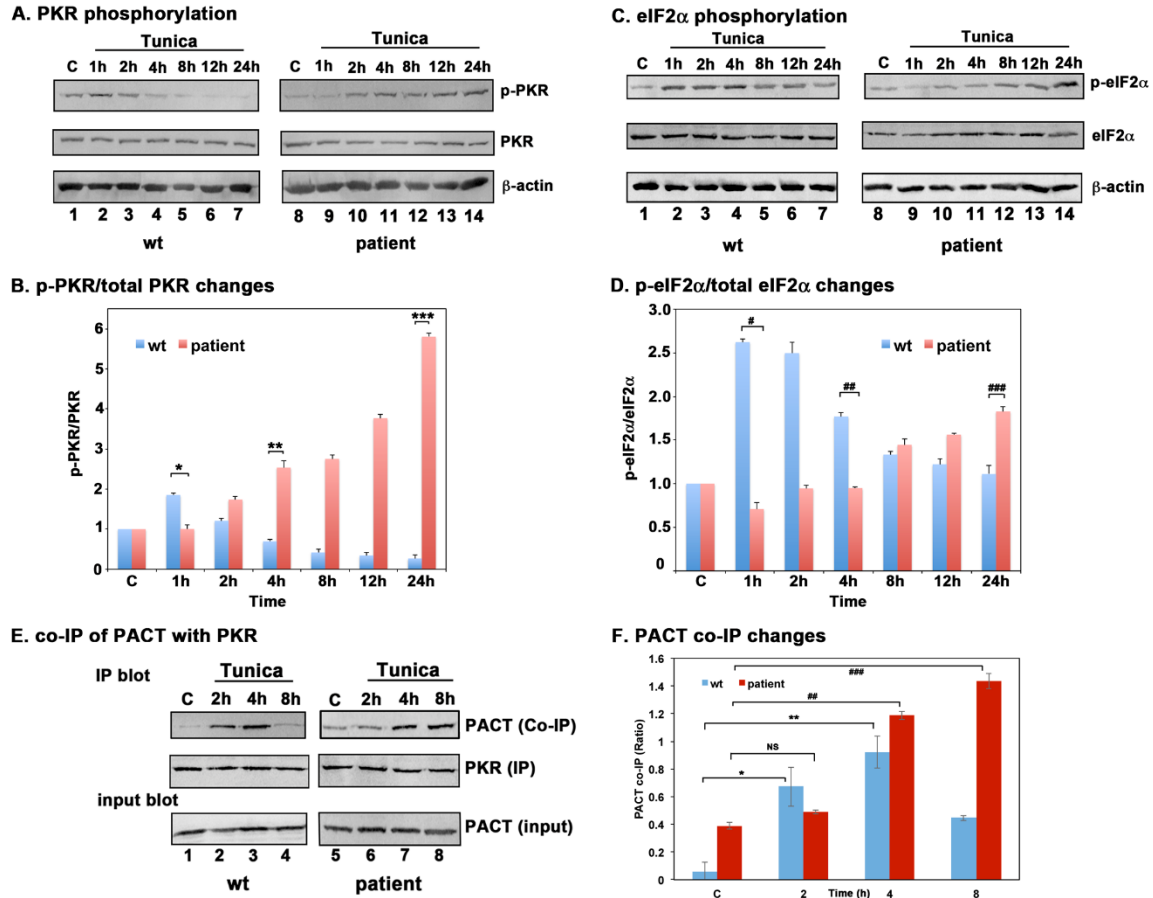 A. PKR phosphorylation
Tunica
C 1h 2h 4h 8h 12h 24h
Tunica
C 1h 2h 4h 8h 12h 24h
p-PKR
PKR
β-actin
1 2 3 4 5 6 7
8 9 10 11 12 13 14
wt
patient
C. eIF2α phosphorylation
Tunica
C 1h 2h 4h 8h 12h 24h
Tunica
C 1h 2h 4h 8h 12h 24h
p-eIF2α
eIF2α
β-actin
1 2 3 4 5 6 7
8 9 10 11 12 13 14
wt
patient
B. p-PKR/total PKR changes
p-PKR/PKR
6
5
4
3
2
1
0
wt patient
*
**
***
C 1h 2h 4h 8h 12h 24h
Time
D. p-eIF2α/total eIF2α changes
p-eIF2α/eIF2α
3.0
2.5
2.0
1.5
1.0
0.5
0
wt patient
#
##
###
C 1h 2h 4h 8h 12h 24h
Time
E. co-IP of PACT with PKR
IP blot
Tunica
C 2h 4h 8h
Tunica
C 2h 4h 8h
PACT (Co-IP)
PKR (IP)
input blot
PACT (input)
1 2 3 4
5 6 7 8
wt
patient
F. PACT co-IP changes
PACT co-IP (Ratio)
1.6
1.4
1.2
1
0.8
0.6
0.4
0.2
0
wt patient
###
##
**
NS
*
C 2 Time (h) 4 8